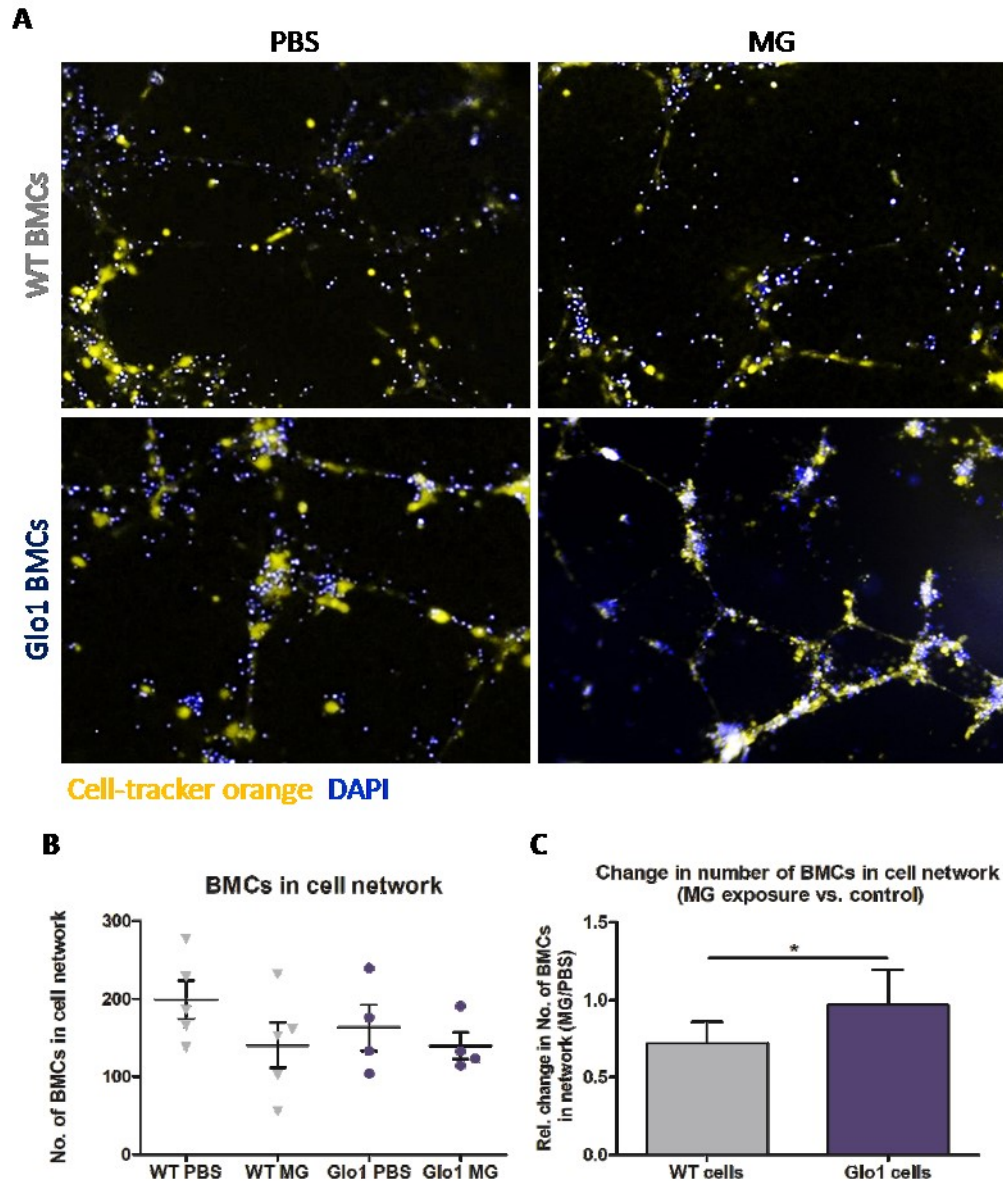 A
PBS MG
WT BMCs
Glo1 BMCs
Cell-tracker orange DAPI
B
BMCs in cell network
No. of BMCs in cell network
300
200
100
0
WT PBS WT MG Glo1 PBS Glo1 MG
C
Change in number of BMCs in cell network
(MG exposure vs. control)
Rel. change in No. of BMCs
in network (MG/PBS)
1.5
1.0
0.5
0.0
*
WT cells Glo1 cells